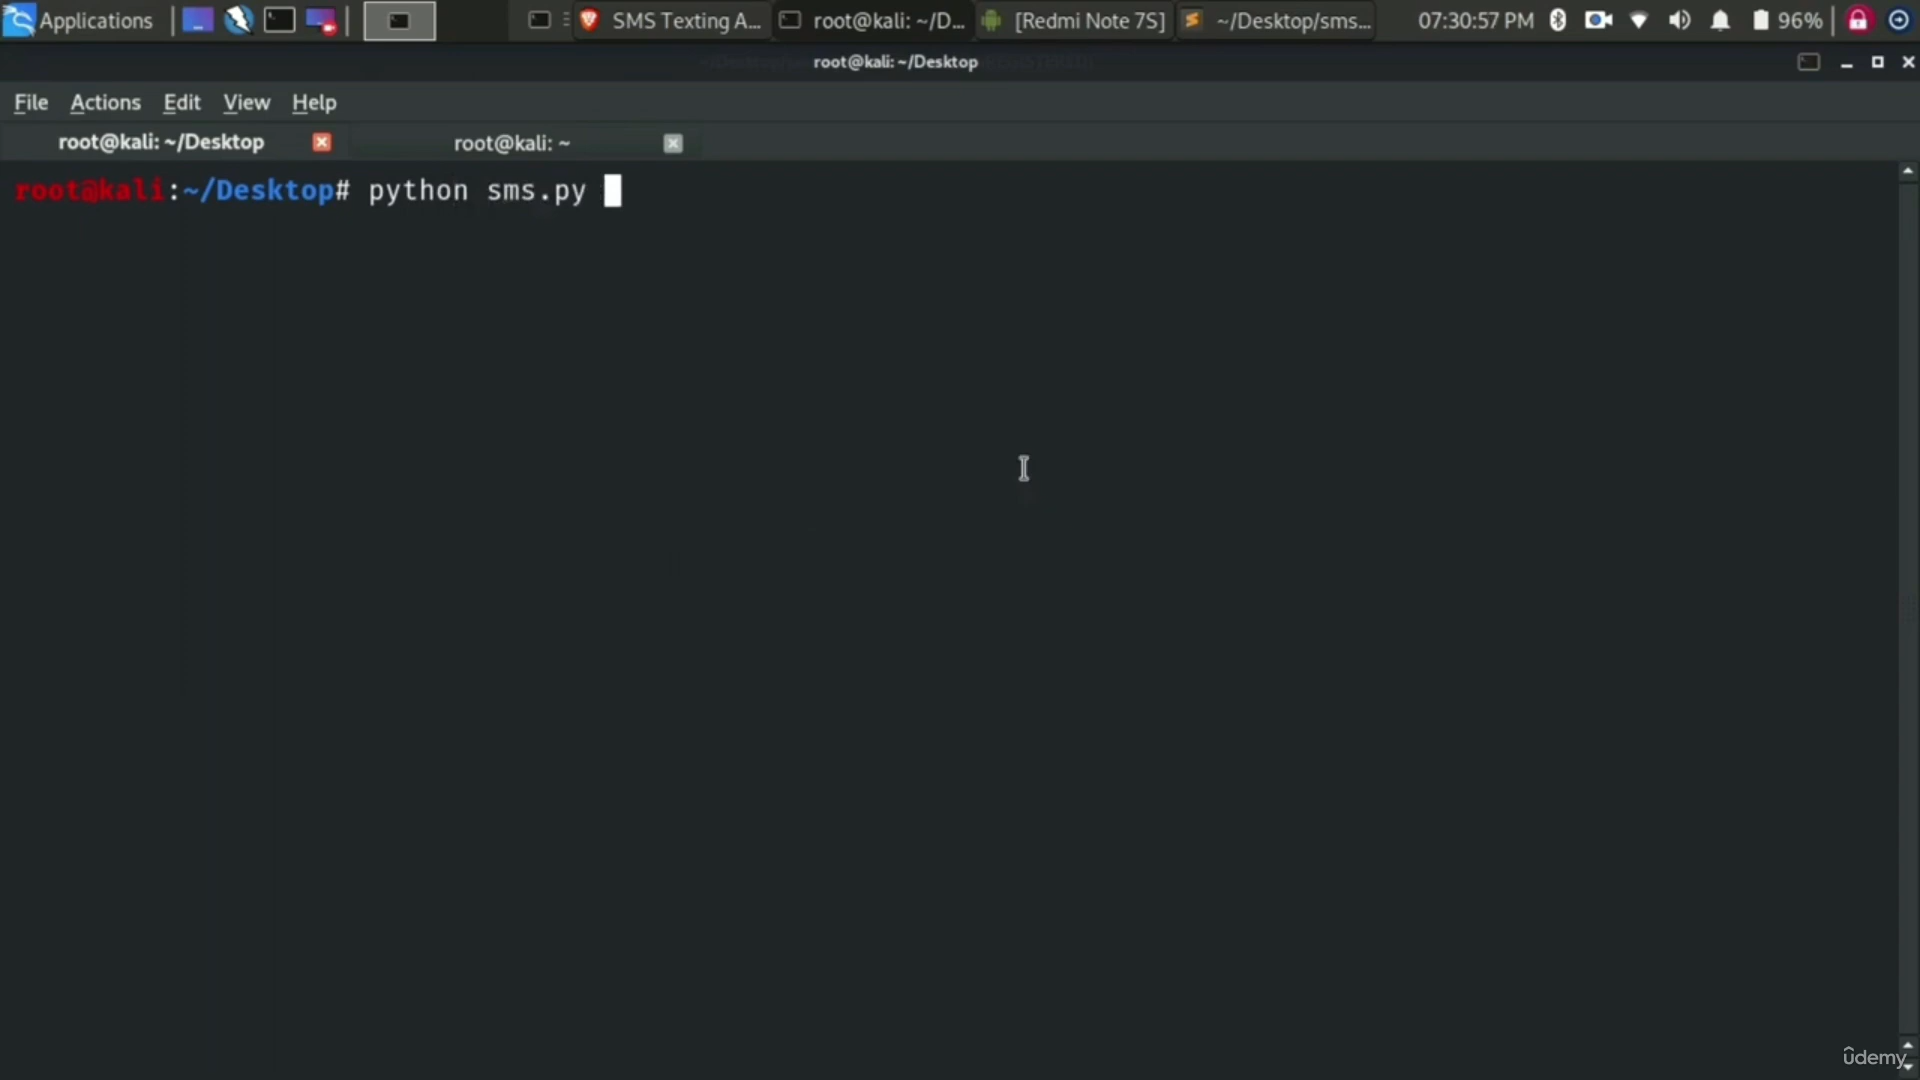 Applications SMS Texting A... root@kali: ~/D... [Redmi Note 7S] ~/Desktop/sms... 07:30:57 PM 96%
root@kali: ~/Desktop
File Actions Edit View Help
root@kali: ~/Desktop root@kali: ~
root@kali:~/Desktop# python sms.py
ûdemy